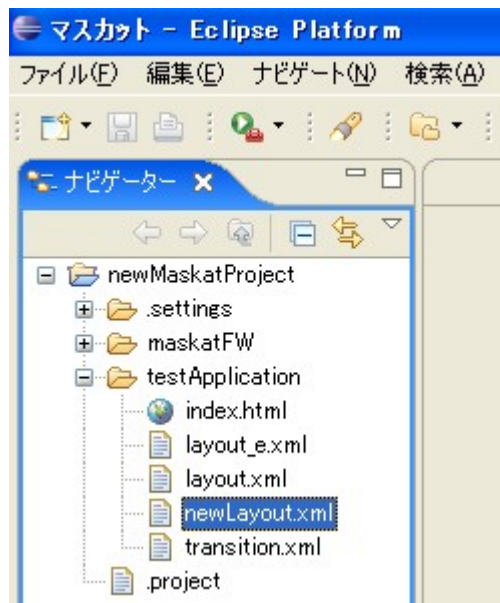 マスカット - Eclipse Platform
ファイル(F) 編集(E) ナビゲート(N) 検索(A)
ナビゲーター
newMaskatProject
.settings
maskatFW
testApplication
index.html
layout_e.xml
layout.xml
newLayout.xml
transition.xml
.project